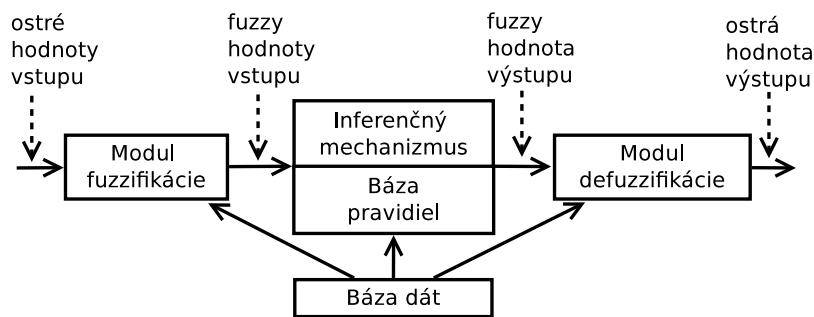 ostré
hodnoty
vstupu
fuzzy
hodnoty
vstupu
fuzzy
hodnota
výstupu
ostrá
hodnota
výstupu
Modul
fuzzifikácie
Inferenčný
mechanizmus
Báza
pravidiel
Modul
defuzzifikácie
Báza dát